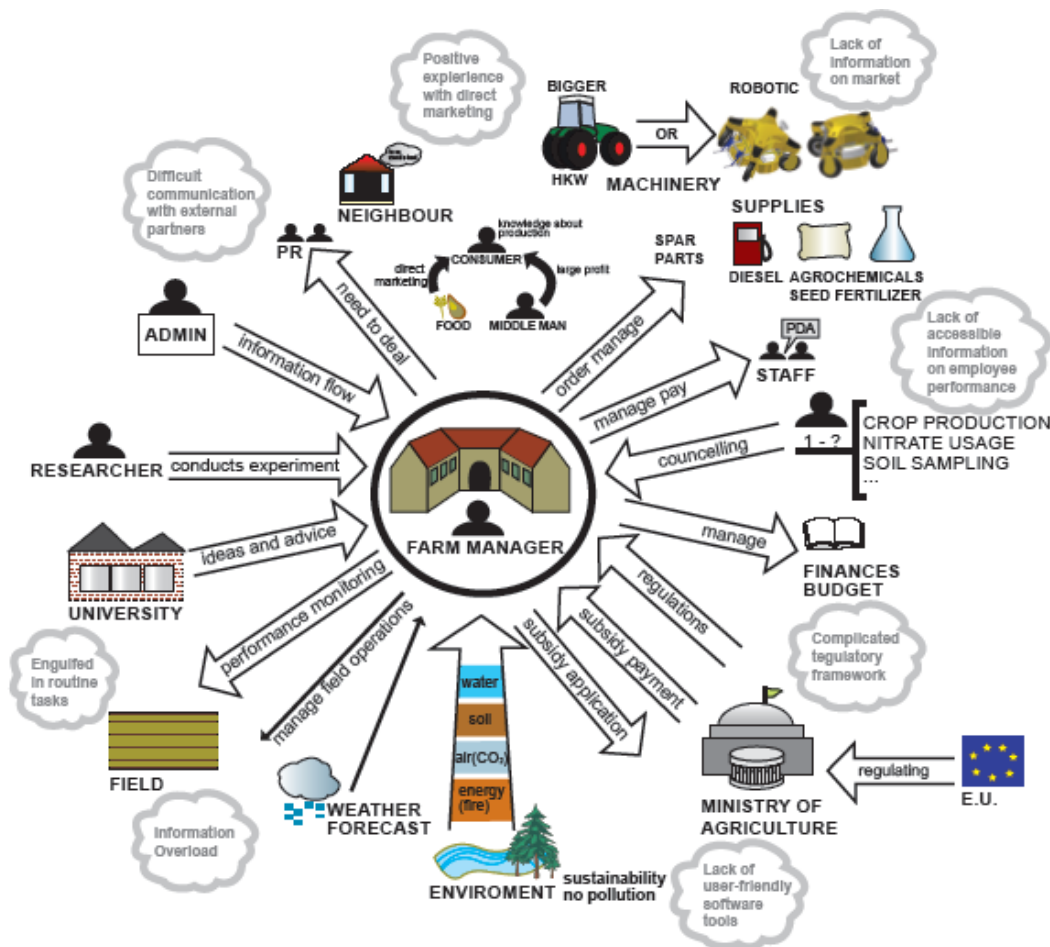 Positive
expierience
with direct
marketing
Lack of
information
on market
BIGGER
HKW
OR
MACHINERY
ROBOTIC
Difficult
communication
with external
partners
NEIGHBOUR
PR
knowledge about
production
CONSUMER
direct
marketing
large profit
FOOD
MIDDLE MAN
SPAR
PARTS
SUPPLIES
DIESEL
AGROCHEMICALS
SEED FERTILIZER
ADMIN
need to deal
information flow
order manage
manage pay
PDA
STAFF
Lack of
accessible
information
on employee
performance
RESEARCHER
conducts experiment
councelling
1 - ?
CROP PRODUCTION
NITRATE USAGE
SOIL SAMPLING
...
FARM MANAGER
UNIVERSITY
ideas and advice
manage
FINANCES
BUDGET
performance monitoring
manage field operations
regulations
subsidy payment
subsidy application
Engulfed
in routine
tasks
Complicated
tegulatory
framework
FIELD
WEATHER
FORECAST
water
soil
air(CO₂)
energy
(fire)
MINISTRY OF
AGRICULTURE
regulating
E.U.
Information
Overload
ENVIROMENT
sustainability
no pollution
Lack of
user-friendly
software
tools